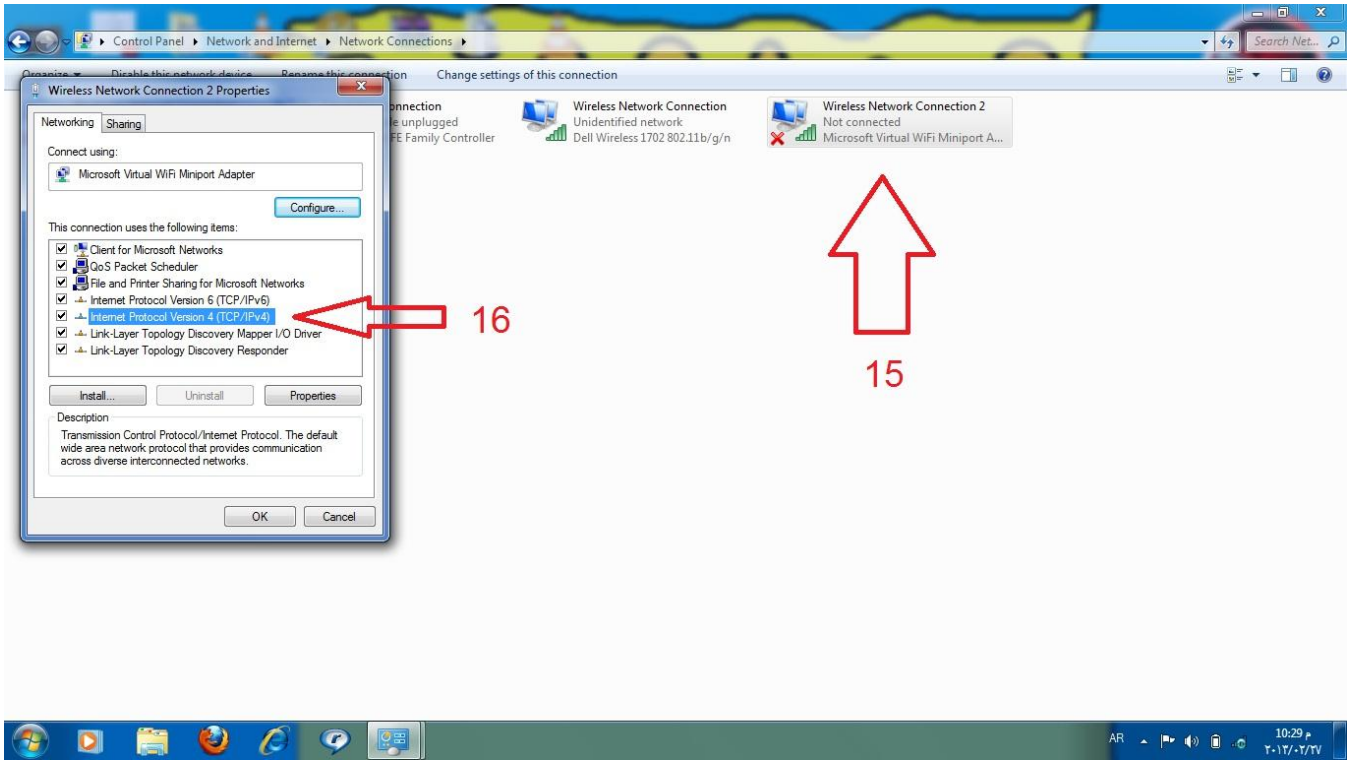 Control Panel ▸ Network and Internet ▸ Network Connections ▸
Search Net...
Organize Disable this network device Rename this connection Change settings of this connection
Wireless Network Connection 2 Properties
Networking Sharing
Connect using:
Microsoft Virtual WiFi Miniport Adapter
Configure...
This connection uses the following items:
Client for Microsoft Networks
QoS Packet Scheduler
File and Printer Sharing for Microsoft Networks
Internet Protocol Version 6 (TCP/IPv6)
Internet Protocol Version 4 (TCP/IPv4)
Link-Layer Topology Discovery Mapper I/O Driver
Link-Layer Topology Discovery Responder
Install... Uninstall Properties
Description
Transmission Control Protocol/Internet Protocol. The default
wide area network protocol that provides communication
across diverse interconnected networks.
OK Cancel
unplugged
FE Family Controller
Wireless Network Connection
Unidentified network
Dell Wireless 1702 802.11b/g/n
Wireless Network Connection 2
Not connected
Microsoft Virtual WiFi Miniport A...
16
15
AR
10:29 م
٢٠١٣/٠٢/٢٧